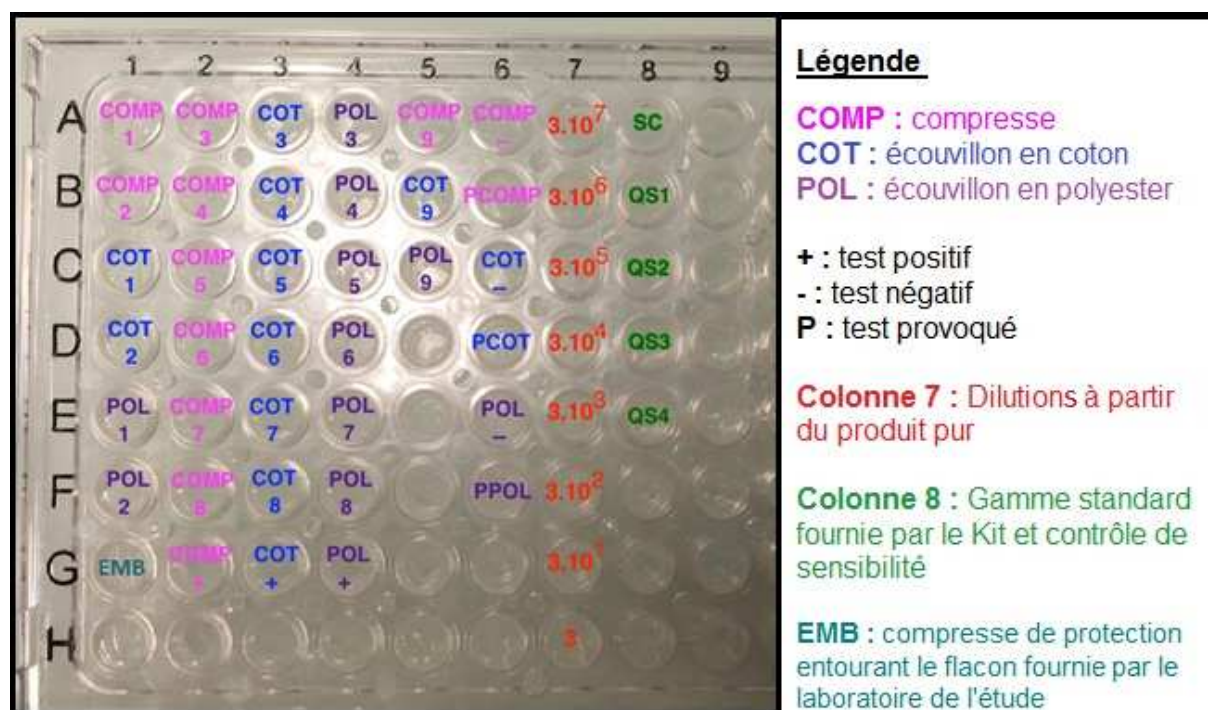 1 2 3 4 5 6 7 8 9
A COMP 1 COMP 3 COT 3 POL 3 COMP 9 COMP - 3.10⁷ SC
B COMP 2 COMP 4 COT 4 POL 4 COT 9 PCOMP 3.10⁶ QS1
C COT 1 COMP 5 COT 5 POL 5 POL 9 COT - 3.10⁵ QS2
D COT 2 COMP 6 COT 6 POL 6 PCOT 3.10⁴ QS3
E POL 1 COMP 7 COT 7 POL 7 POL - 3,10³ QS4
F POL 2 COMP 8 COT 8 POL 8 PPOL 3.10²
G EMB COMP + COT + POL + 3.10¹
H 3
Légende
COMP : compresse
COT : écouvillon en coton
POL : écouvillon en polyester
+ : test positif
- : test négatif
P : test provoqué
Colonne 7 : Dilutions à partir
du produit pur
Colonne 8 : Gamme standard
fournie par le Kit et contrôle de
sensibilité
EMB : compresse de protection
entourant le flacon fournie par le
laboratoire de l'étude